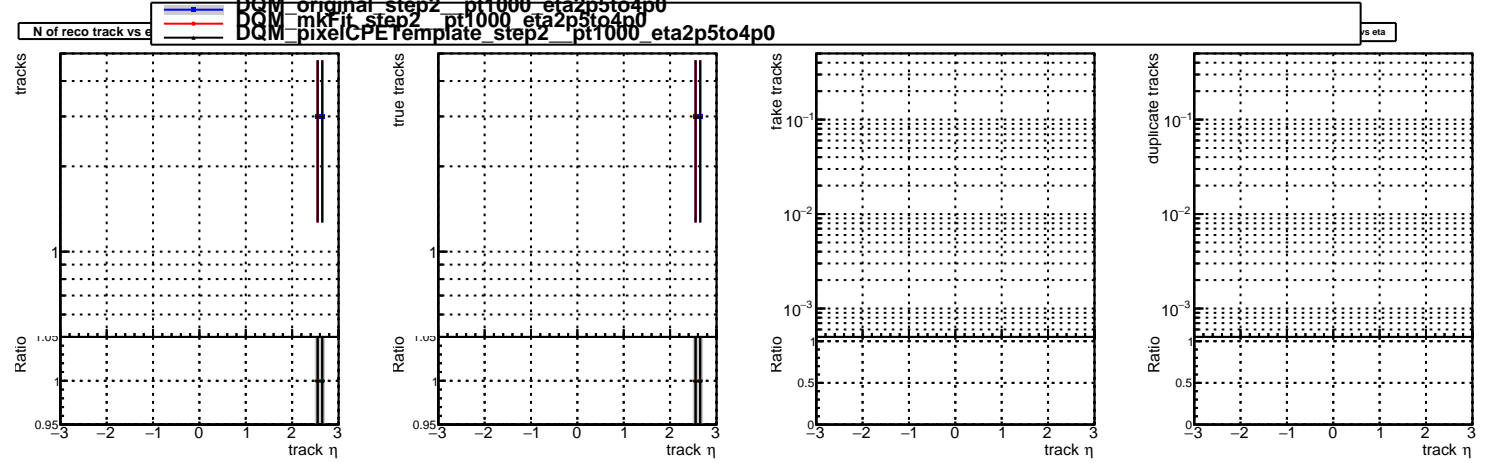 DQM_original_step2__pt1000_eta2p5to4p0
DQM_mkFit_step2__pt1000_eta2p5to4p0
DQM_pixelCPETemplate_step2__pt1000_eta2p5to4p0
N of reco track vs e
vs eta
tracks
1
Ratio
1.05
1
0.95
−3 −2 −1 0 1 2 3
track η
true tracks
1
Ratio
1.05
1
0.95
−3 −2 −1 0 1 2 3
track η
fake tracks
10⁻¹
10⁻²
10⁻³
Ratio
1
0.5
0
−3 −2 −1 0 1 2 3
track η
duplicate tracks
10⁻¹
10⁻²
10⁻³
Ratio
1
0.5
0
−3 −2 −1 0 1 2 3
track η